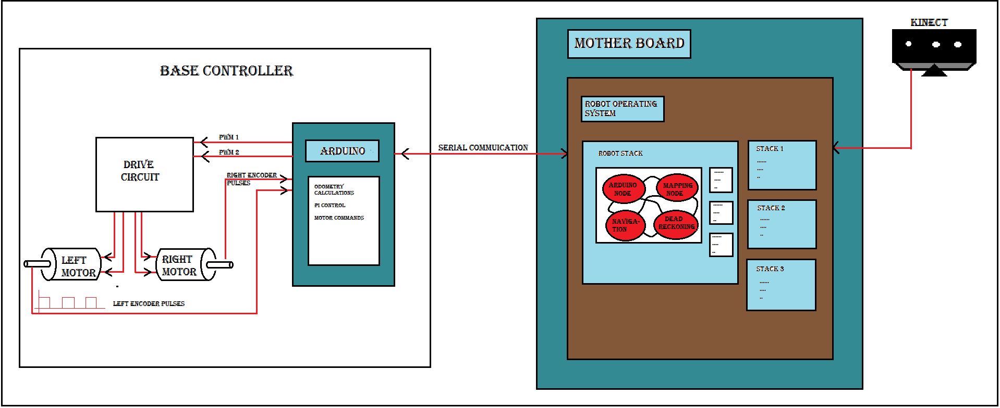 BASE CONTROLLER
DRIVE
CIRCUIT
PWM 1
PWM 2
RIGHT ENCODER
PULSES
ARDUINO
ODOMETRY
CALCULATIONS
PI CONTROL
MOTOR COMMANDS
LEFT
MOTOR
RIGHT
MOTOR
LEFT ENCODER PULSES
SERIAL COMMUICATION
MOTHER BOARD
ROBOT OPERATING
SYSTEM
ROBOT STACK
ARDUINO
NODE
MAPPING
NODE
NAVIGA-
TION
DEAD
RECKONING
......
....
..
......
....
..
......
....
..
STACK 1
......
....
..
STACK 2
......
....
..
STACK 3
......
....
..
KINECT